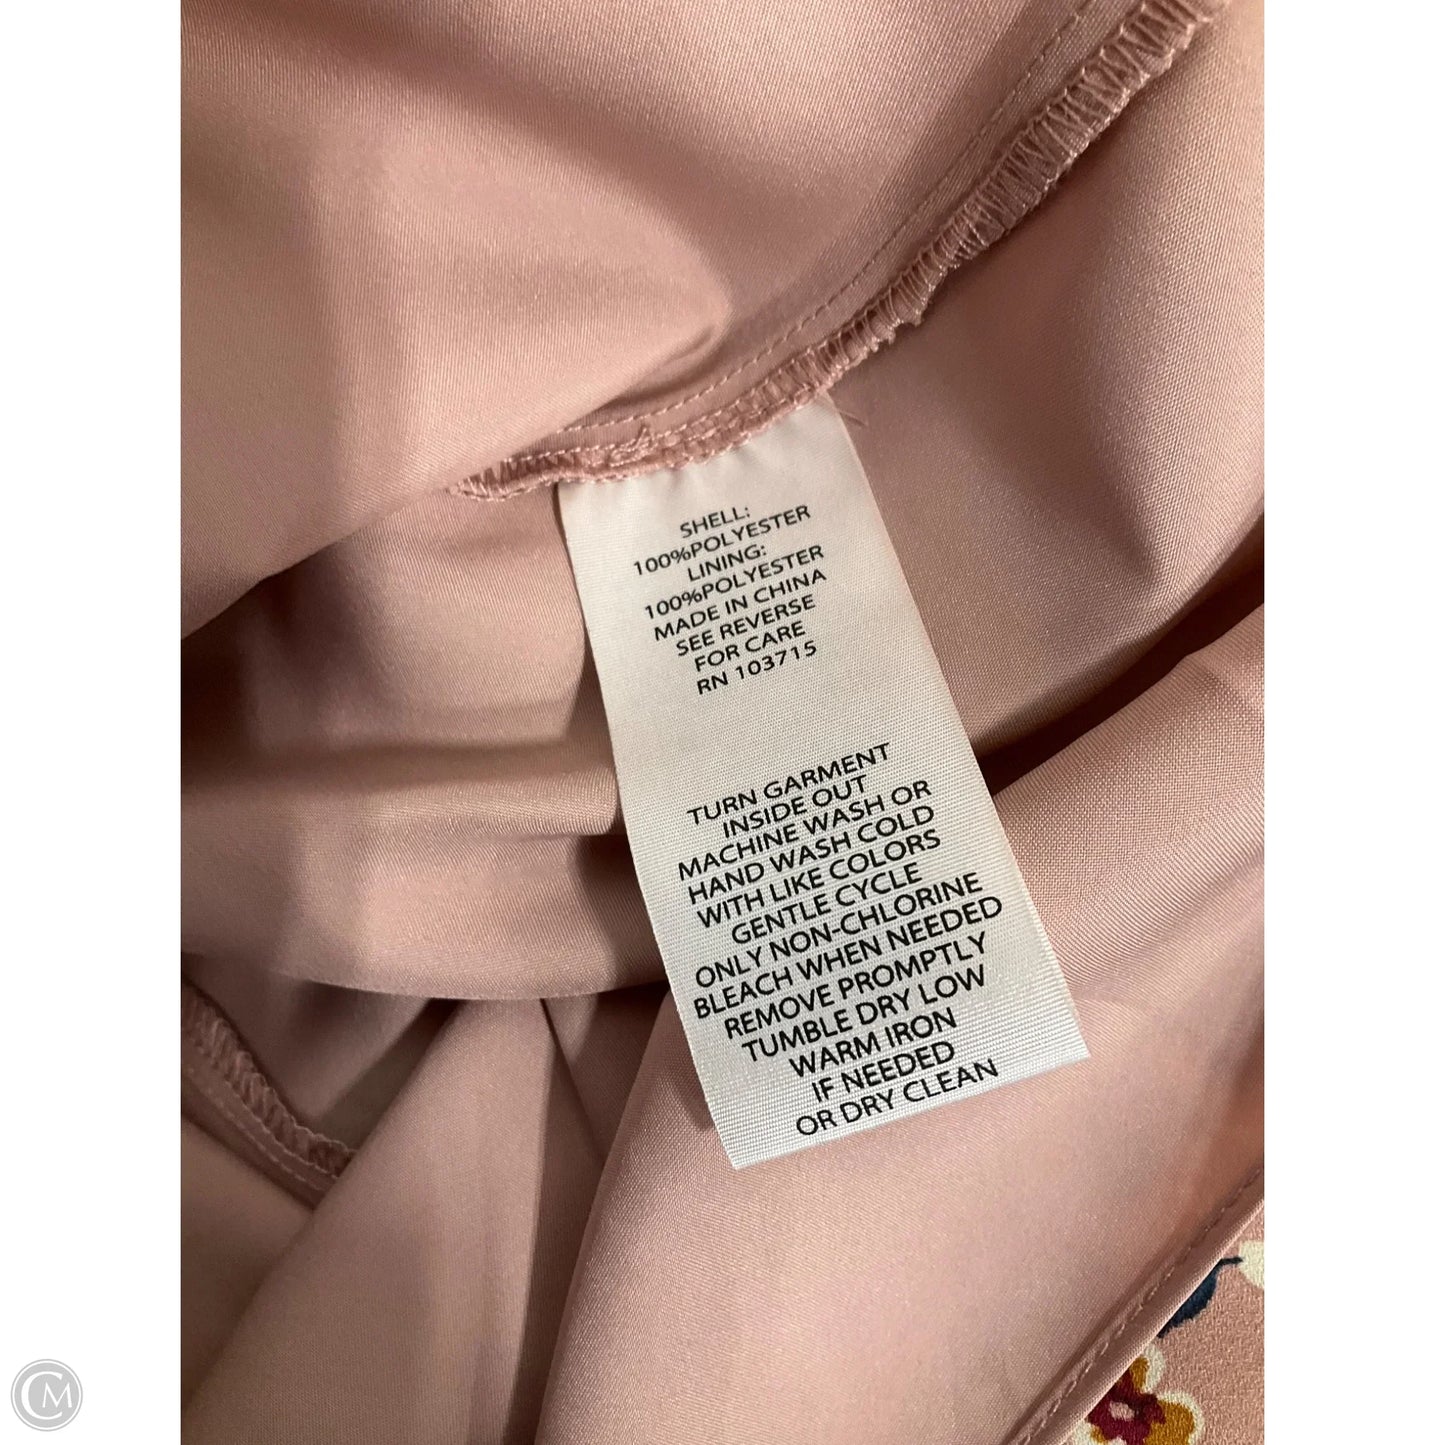 SHELL:
100%POLYESTER
LINING:
100%POLYESTER
MADE IN CHINA
SEE REVERSE
FOR CARE
RN 103715
TURN GARMENT
INSIDE OUT
MACHINE WASH OR
HAND WASH COLD
WITH LIKE COLORS
GENTLE CYCLE
ONLY NON-CHLORINE
BLEACH WHEN NEEDED
REMOVE PROMPTLY
TUMBLE DRY LOW
WARM IRON
IF NEEDED
OR DRY CLEAN
CM